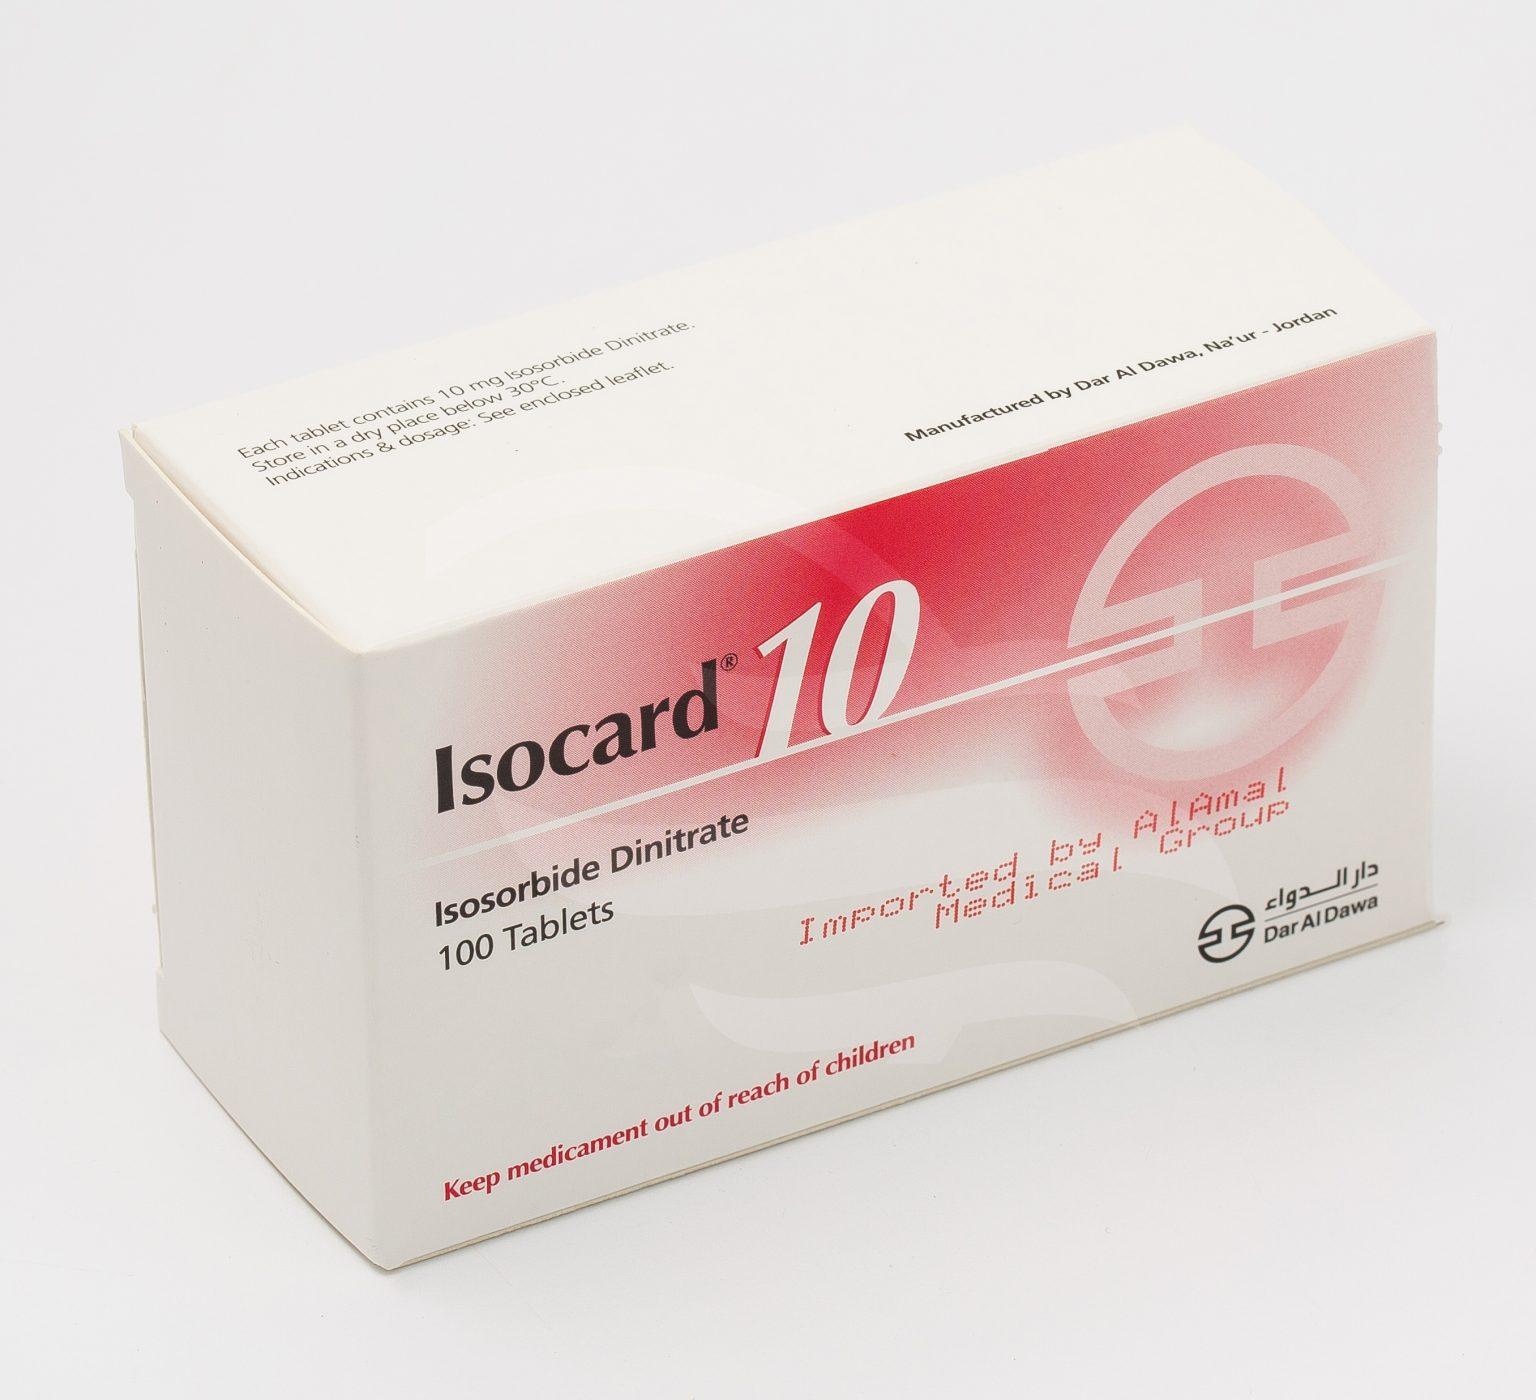 Each tablet contains 10 mg Isosorbide Dinitrate.
Store in a dry place below 30°C.
Indications & dosage: See enclosed leaflet.
Manufactured by Dar Al Dawa, Na'ur - Jordan
Isocard® 10
Isosorbide Dinitrate
100 Tablets
Imported by AlAmal
Medical Group
دار الدواء
Dar Al Dawa
Keep medicament out of reach of children